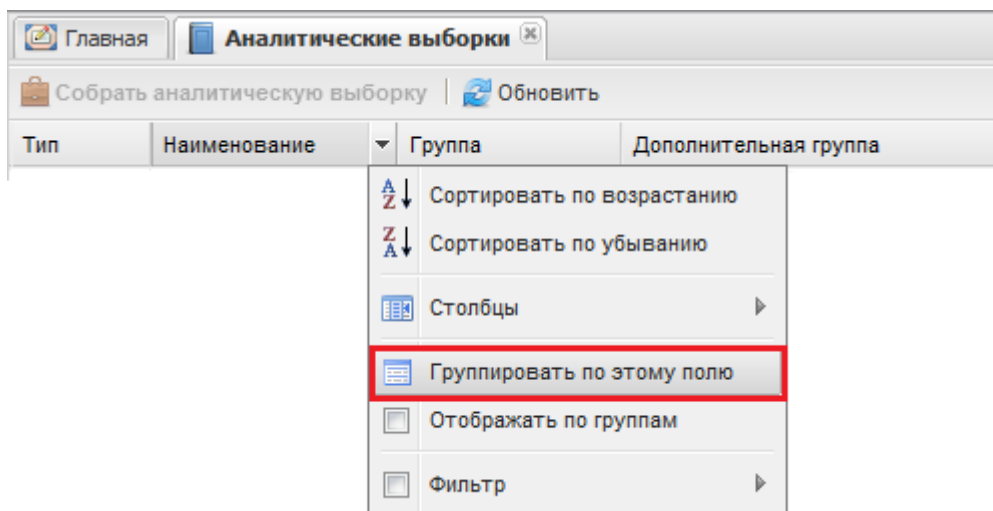 Главная Аналитические выборки
Собрать аналитическую выборку Обновить
Тип Наименование Группа Дополнительная группа
Сортировать по возрастанию
Сортировать по убыванию
Столбцы
Группировать по этому полю
Отображать по группам
Фильтр